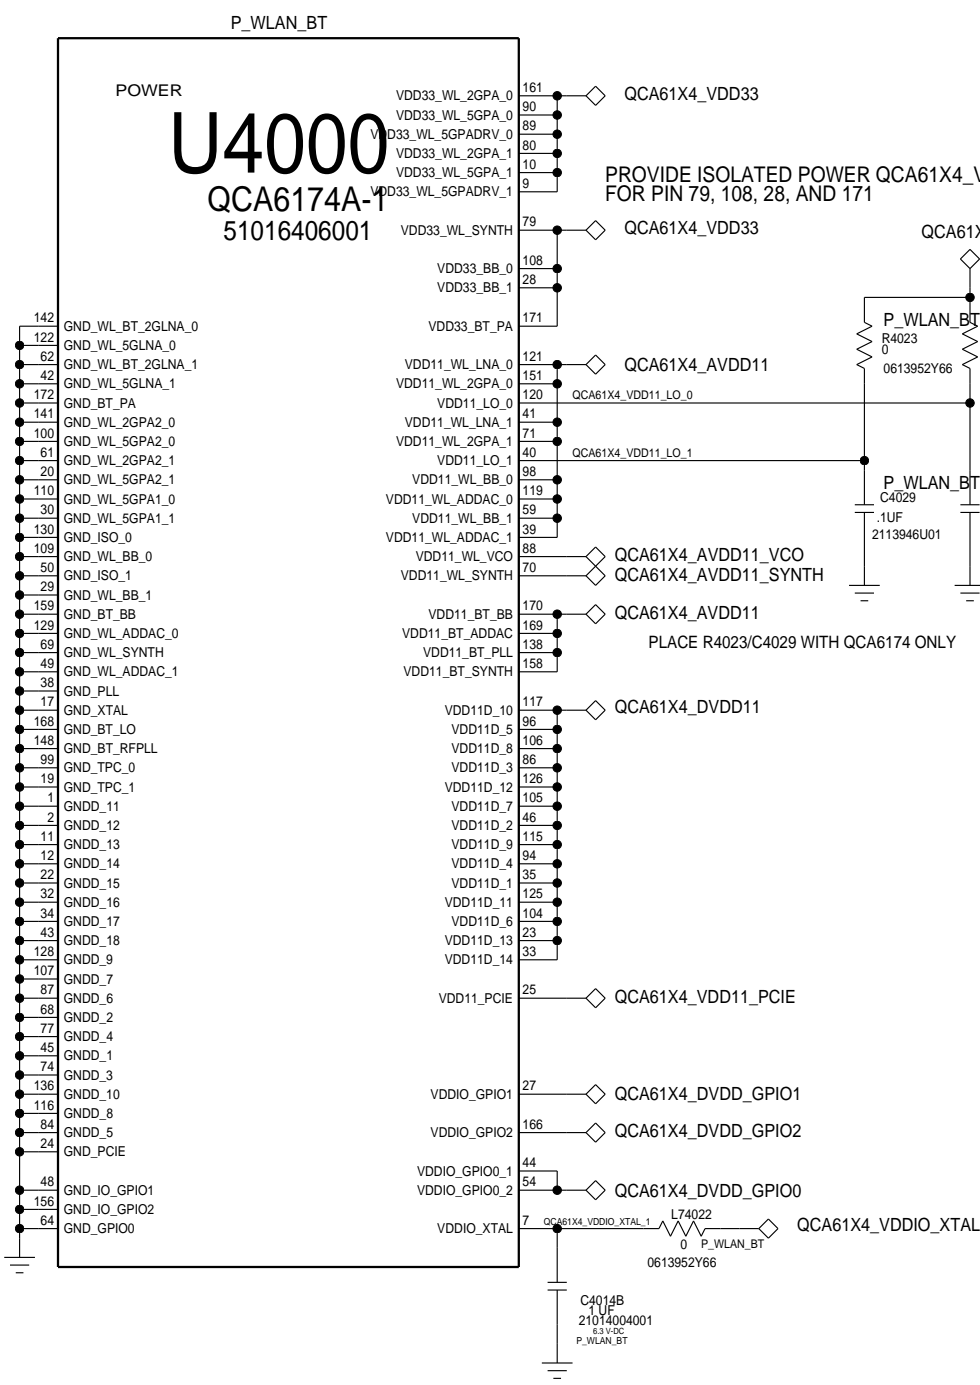 P_WLAN_BT
POWER
U4000
QCA6174A-1
51016406001
VDD33_WL_2GPA_0 161 QCA61X4_VDD33
VDD33_WL_5GPA_0 90
VDD33_WL_5GPADRV_0 89
VDD33_WL_2GPA_1 80
VDD33_WL_5GPA_1 10
VDD33_WL_5GPADRV_1 9
PROVIDE ISOLATED POWER QCA61X4_V
FOR PIN 79, 108, 28, AND 171
VDD33_WL_SYNTH 79 QCA61X4_VDD33
QCA61X
VDD33_BB_0 108
VDD33_BB_1 28
142 GND_WL_BT_2GLNA_0 VDD33_BT_PA 171
P_WLAN_BT
R4023
0
0613952Y66
122 GND_WL_5GLNA_0
62 GND_WL_BT_2GLNA_1 VDD11_WL_LNA_0 121 QCA61X4_AVDD11
42 GND_WL_5GLNA_1 VDD11_WL_2GPA_0 151
172 GND_BT_PA VDD11_LO_0 120 QCA61X4_VDD11_LO_0
141 GND_WL_2GPA2_0 VDD11_WL_LNA_1 41
100 GND_WL_5GPA2_0 VDD11_WL_2GPA_1 71
61 GND_WL_2GPA2_1 VDD11_LO_1 40 QCA61X4_VDD11_LO_1
20 GND_WL_5GPA2_1 VDD11_WL_BB_0 98
110 GND_WL_5GPA1_0 VDD11_WL_ADDAC_0 119
30 GND_WL_5GPA1_1 VDD11_WL_BB_1 59
130 GND_ISO_0 VDD11_WL_ADDAC_1 39
P_WLAN_BT
C4029
.1UF
2113946U01
109 GND_WL_BB_0 VDD11_WL_VCO 88 QCA61X4_AVDD11_VCO
50 GND_ISO_1 VDD11_WL_SYNTH 70 QCA61X4_AVDD11_SYNTH
29 GND_WL_BB_1
159 GND_BT_BB VDD11_BT_BB 170 QCA61X4_AVDD11
129 GND_WL_ADDAC_0 VDD11_BT_ADDAC 169
69 GND_WL_SYNTH VDD11_BT_PLL 138
PLACE R4023/C4029 WITH QCA6174 ONLY
49 GND_WL_ADDAC_1 VDD11_BT_SYNTH 158
38 GND_PLL
17 GND_XTAL VDD11D_10 117 QCA61X4_DVDD11
168 GND_BT_LO VDD11D_5 96
148 GND_BT_RFPLL VDD11D_8 106
99 GND_TPC_0 VDD11D_3 86
19 GND_TPC_1 VDD11D_12 126
1 GNDD_11 VDD11D_7 105
2 GNDD_12 VDD11D_2 46
11 GNDD_13 VDD11D_9 115
12 GNDD_14 VDD11D_4 94
22 GNDD_15 VDD11D_1 35
32 GNDD_16 VDD11D_11 125
34 GNDD_17 VDD11D_6 104
43 GNDD_18 VDD11D_13 23
128 GNDD_9 VDD11D_14 33
107 GNDD_7
87 GNDD_6 VDD11_PCIE 25 QCA61X4_VDD11_PCIE
68 GNDD_2
77 GNDD_4
45 GNDD_1
74 GNDD_3
136 GNDD_10 VDDIO_GPIO1 27 QCA61X4_DVDD_GPIO1
116 GNDD_8
84 GNDD_5 VDDIO_GPIO2 166 QCA61X4_DVDD_GPIO2
24 GND_PCIE
VDDIO_GPIO0_1 44
48 GND_IO_GPIO1 VDDIO_GPIO0_2 54 QCA61X4_DVDD_GPIO0
156 GND_IO_GPIO2
64 GND_GPIO0 VDDIO_XTAL 7 QCA61X4_VDDIO_XTAL_1 L74022 QCA61X4_VDDIO_XTAL
0 P_WLAN_BT
0613952Y66
C4014B
1 UF
21014004001
6.3 V-DC
P_WLAN_BT